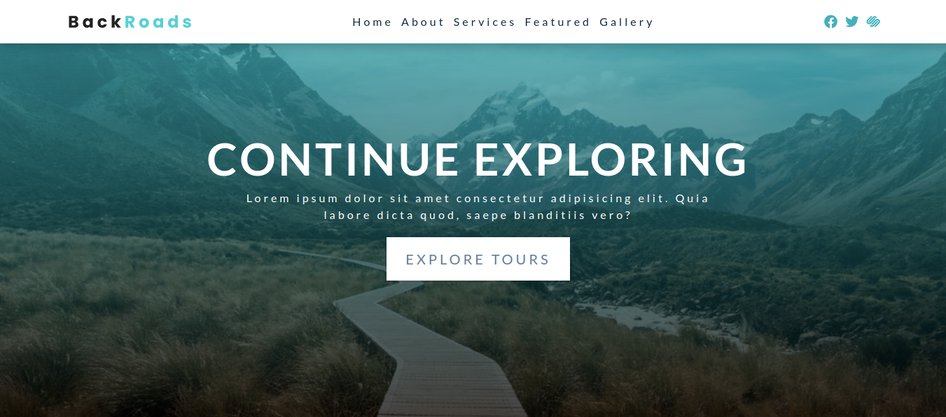 BackRoads
Home About Services Featured Gallery
CONTINUE EXPLORING
Lorem ipsum dolor sit amet consectetur adipisicing elit. Quia
labore dicta quod, saepe blanditiis vero?
EXPLORE TOURS